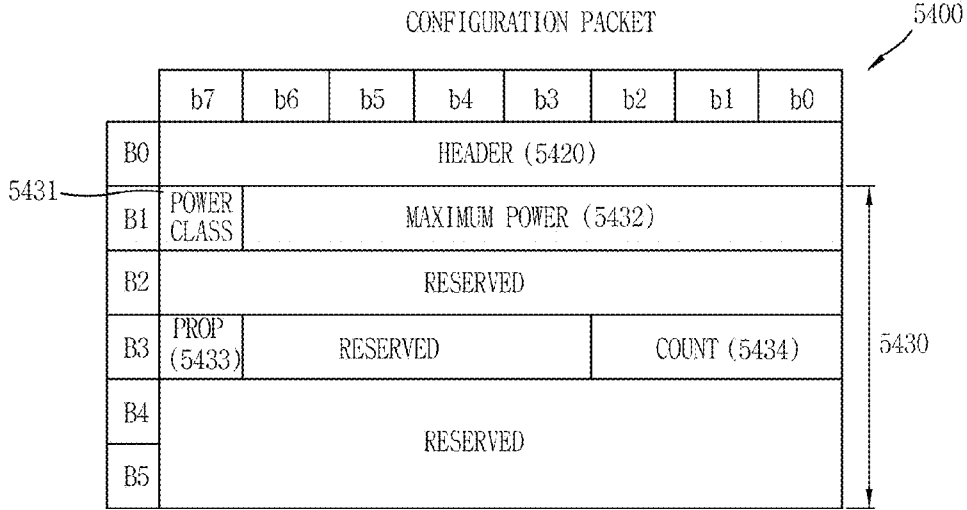 CONFIGURATION PACKET
5400
b7 b6 b5 b4 b3 b2 b1 b0
B0 HEADER (5420)
5431
B1 POWER CLASS MAXIMUM POWER (5432)
B2 RESERVED
B3 PROP (5433) RESERVED COUNT (5434)
5430
B4
RESERVED
B5